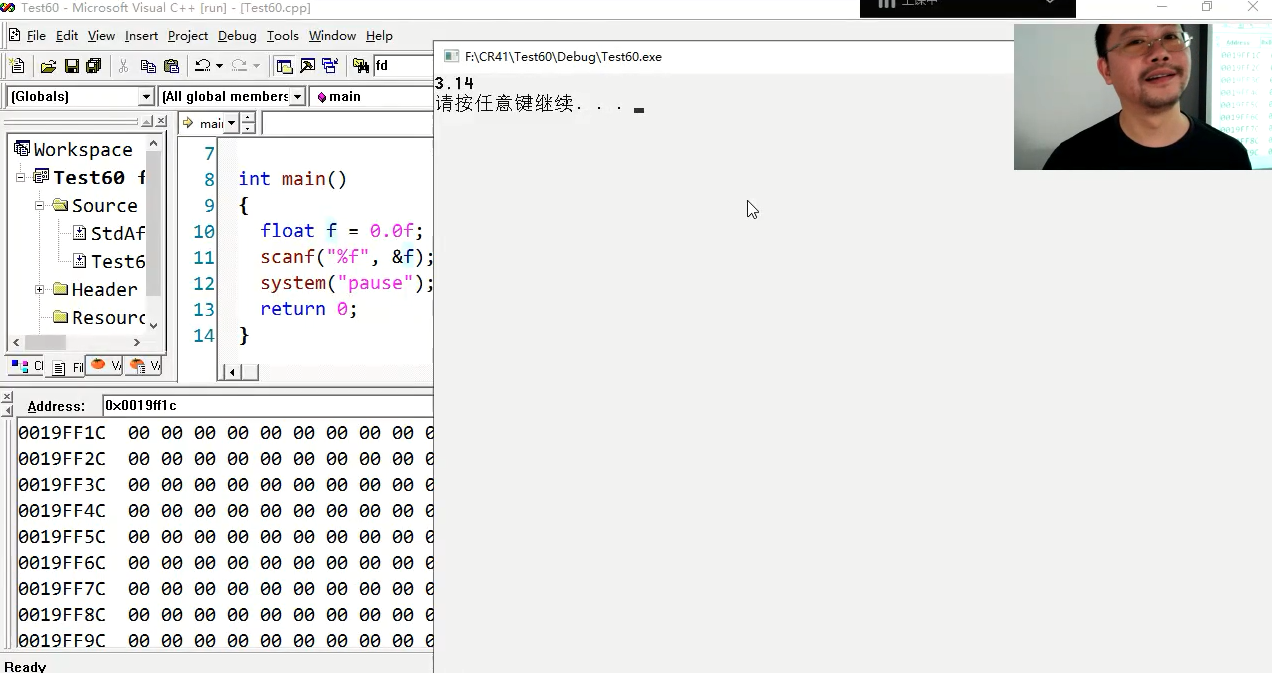 Test60 - Microsoft Visual C++ [run] - [Test60.cpp]
File Edit View Insert Project Debug Tools Window Help
fd
[Globals] [All global members main
F:\CR41\Test60\Debug\Test60.exe
3.14
请按任意键继续. . .
Workspace
Test60 f
Source
StdAf
Test6
Header
Resourc
Cl Fil V V
mai
7
8 int main()
9 {
10 float f = 0.0f;
11 scanf("%f", &f);
12 system("pause");
13 return 0;
14 }
Address: 0x0019ff1c
0019FF1C 00 00 00 00 00 00 00 00 00 0
0019FF2C 00 00 00 00 00 00 00 00 00 0
0019FF3C 00 00 00 00 00 00 00 00 00 0
0019FF4C 00 00 00 00 00 00 00 00 00 0
0019FF5C 00 00 00 00 00 00 00 00 00 0
0019FF6C 00 00 00 00 00 00 00 00 00 0
0019FF7C 00 00 00 00 00 00 00 00 00 0
0019FF8C 00 00 00 00 00 00 00 00 00 0
0019FF9C 00 00 00 00 00 00 00 00 00 0
Ready